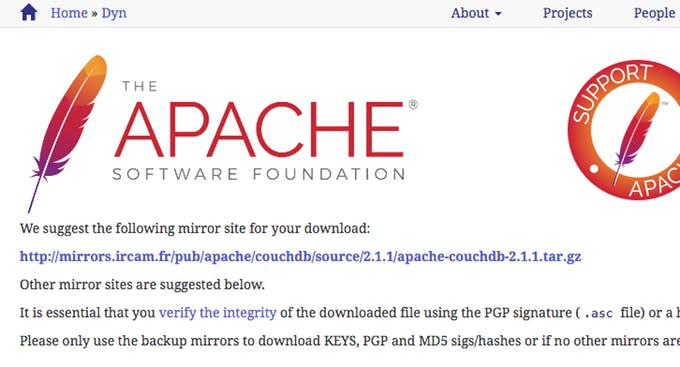 Home » Dyn
About
Projects
People
THE
APACHE®
SOFTWARE FOUNDATION
SUPPORT
™
APAC
We suggest the following mirror site for your download:
http://mirrors.ircam.fr/pub/apache/couchdb/source/2.1.1/apache-couchdb-2.1.1.tar.gz
Other mirror sites are suggested below.
It is essential that you verify the integrity of the downloaded file using the PGP signature ( .asc file) or a
Please only use the backup mirrors to download KEYS, PGP and MD5 sigs/hashes or if no other mirrors are